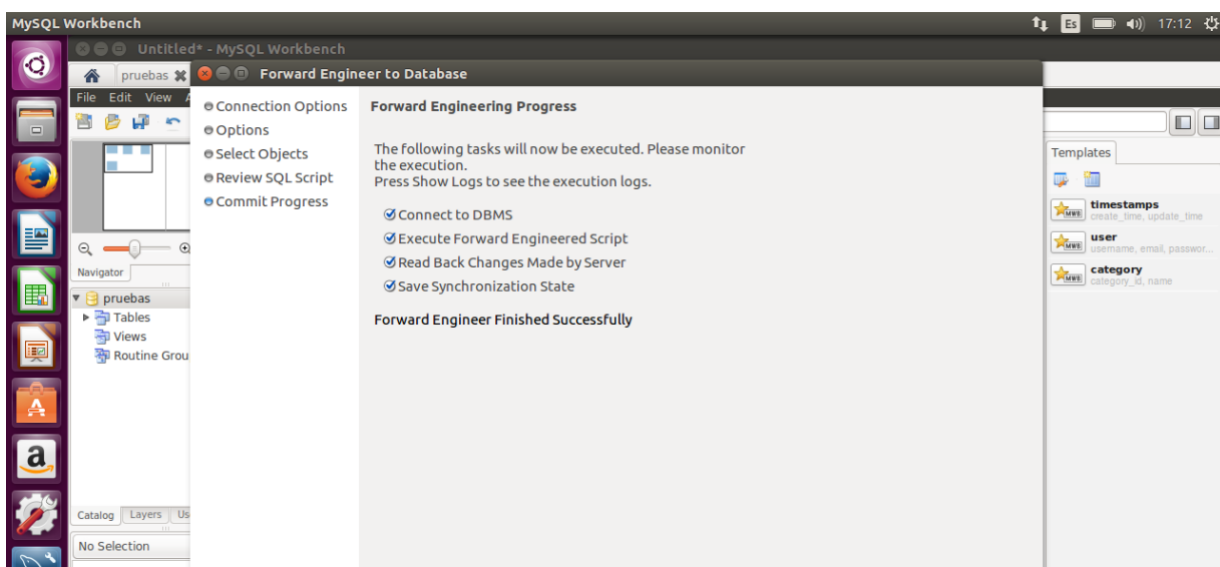 MySQL Workbench
Es
17:12
Untitled* - MySQL Workbench
pruebas
Forward Engineer to Database
File Edit View
Connection Options
Options
Select Objects
Review SQL Script
Commit Progress
Forward Engineering Progress
The following tasks will now be executed. Please monitor
the execution.
Press Show Logs to see the execution logs.
Connect to DBMS
Execute Forward Engineered Script
Read Back Changes Made by Server
Save Synchronization State
Forward Engineer Finished Successfully
Navigator
pruebas
Tables
Views
Routine Grou
Catalog Layers Us
No Selection
Templates
MWB
timestamps
create_time, update_time
MWB
user
username, email, passwor...
MWB
category
category_id, name